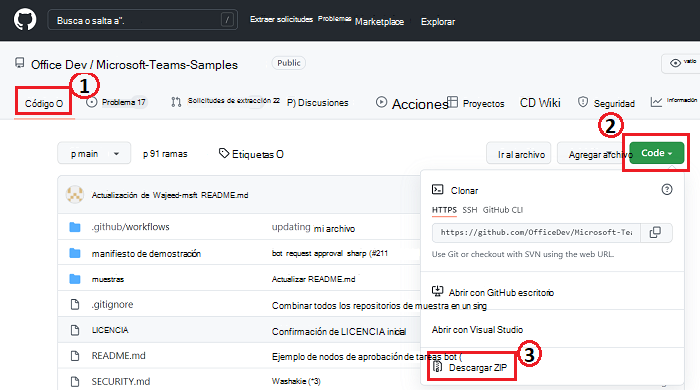 Busca o salta a".
/
Extraer solicitudes
Problemas
Marketplace
Explorar
Office Dev / Microsoft-Teams-Samples
Public
1
Código O
Problema 17
Solicitudes de extracción 22
P) Discusiones
Acciones
Proyectos
CD Wiki
Seguridad
Información
2
p main
p 91 ramas
Etiquetas O
Ir al archivo
Agregar archivo
Code
Actualización de Wajeed-msft README.md
.github/workflows
updating mi archivo
manifiesto de demostración
bot request approval sharp (#211
muestras
Actualizar README.md
.gitignore
Combinar todos los repositorios de muestra en un sing
LICENCIA
Confirmación de LICENCIA inicial
README.md
Ejemplo de nodos de aprobación de tareas bot (
SECURITY.md
Washakie (*3)
Clonar
HTTPS SSH GitHub CLI
https://github.com/OfficeDev/Microsoft-Tea
Use Git or checkout with SVN using the web URL.
Abrir con GitHub escritorio
Abrir con Visual Studio
3
Descargar ZIP